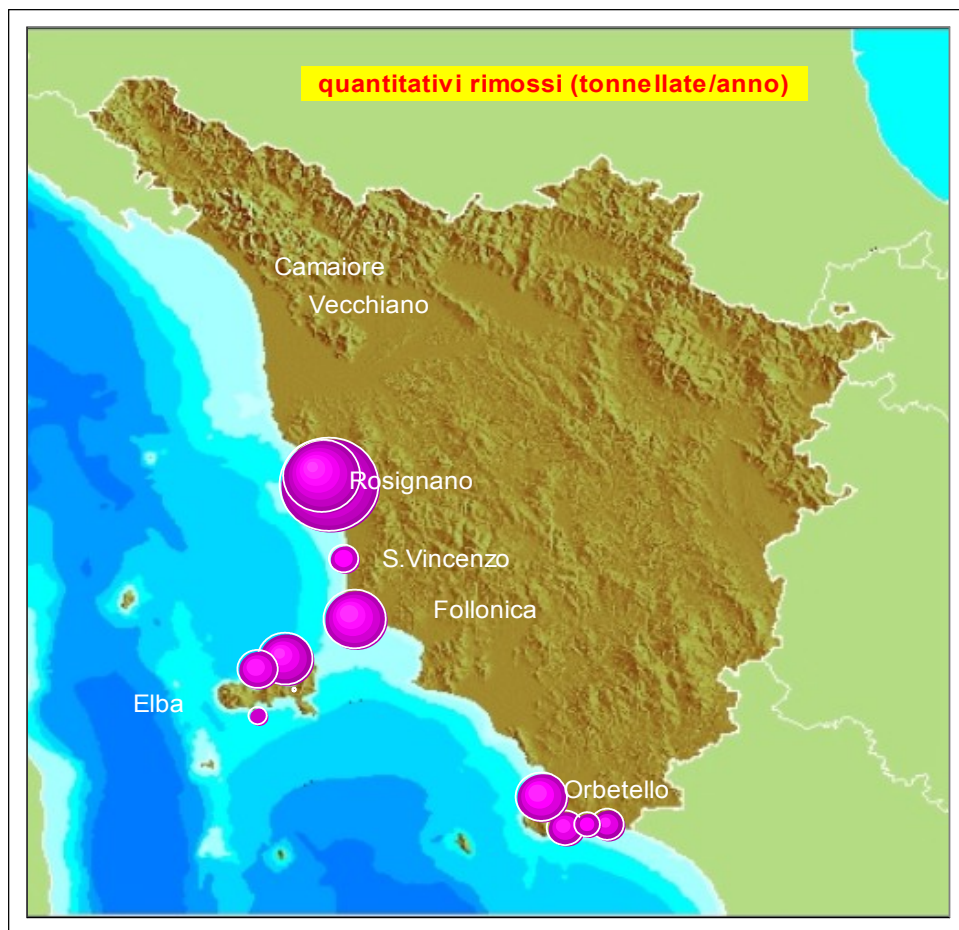 quantitativi rimossi (tonnellate/anno)
Camaiore
Vecchiano
Rosignano
S.Vincenzo
Follonica
Elba
Orbetello